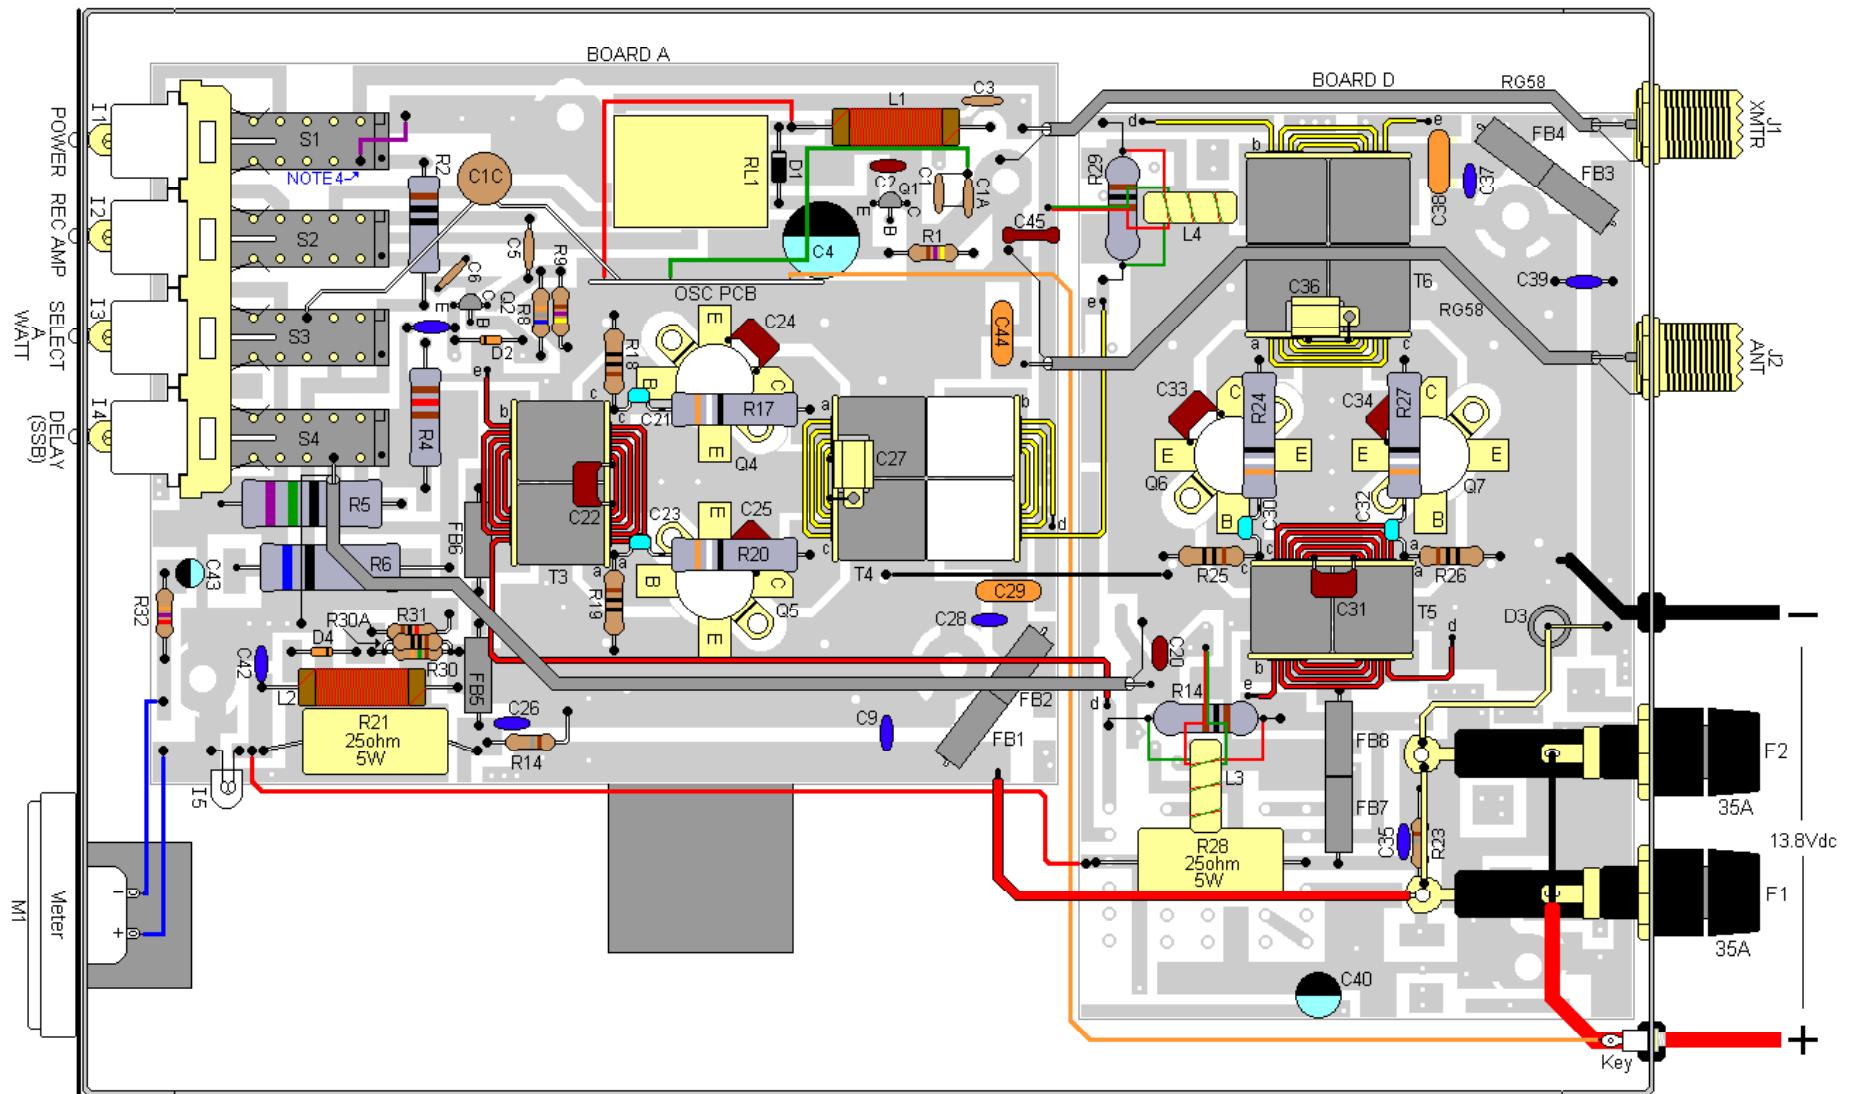 BOARD A
BOARD D
RG58
J1
XMTR
I1
POWER
S1
NOTE4
R2
C1C
RL1
D1
L1
C3
C2
Q1
E
C
B
C1
C1A
C4
R1
C45
R29
d
e
L4
C38
C37
FB4
FB3
I2
REC AMP
S2
C5
C6
R9
R8
Q2
E
C
B
D2
OSC PCB
C44
e
C36
T6
RG58
C39
J2
ANT
I3
SELECT
A
WATT
S3
R18
E
C24
B
C
R17
C21
E
Q4
a
c
C33
R24
C34
R27
C
I4
DELAY
(SSB)
S4
R4
e
b
c
c
a
b
C27
d
c
T4
E
E
Q6
B
C30
E
E
Q7
B
C32
R5
R6
FB6
C22
T3
C23
E
C25
R20
B
C
a
a
R19
E
Q5
R25
c
a
R26
C31
T5
b
d
e
C29
C28
C43
R32
R30A
R31
D4
R30
C42
L2
FB5
C26
R14
R21
25ohm
5W
I5
C9
FB2
FB1
C20
d
R14
L3
D3
FB8
FB7
C35
R23
R28
25ohm
5W
F2
35A
13.8Vdc
F1
35A
−
+
Meter
M1
−
+
C40
Key